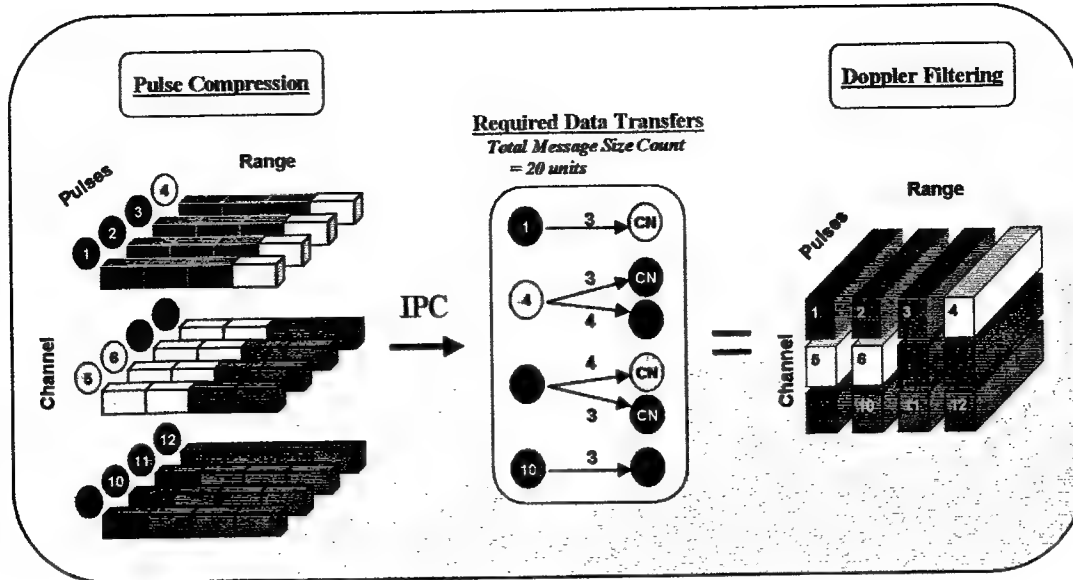 Pulse Compression
Doppler Filtering
Required Data Transfers
Total Message Size Count
= 20 units
Range
Pulses
4
3
2
1
6
5
Channel
12
11
10
IPC
1
3
CN
4
3
CN
4
4
CN
3
CN
10
3
=
Range
Pulses
1
2
3
4
5
6
10
11
12
Channel